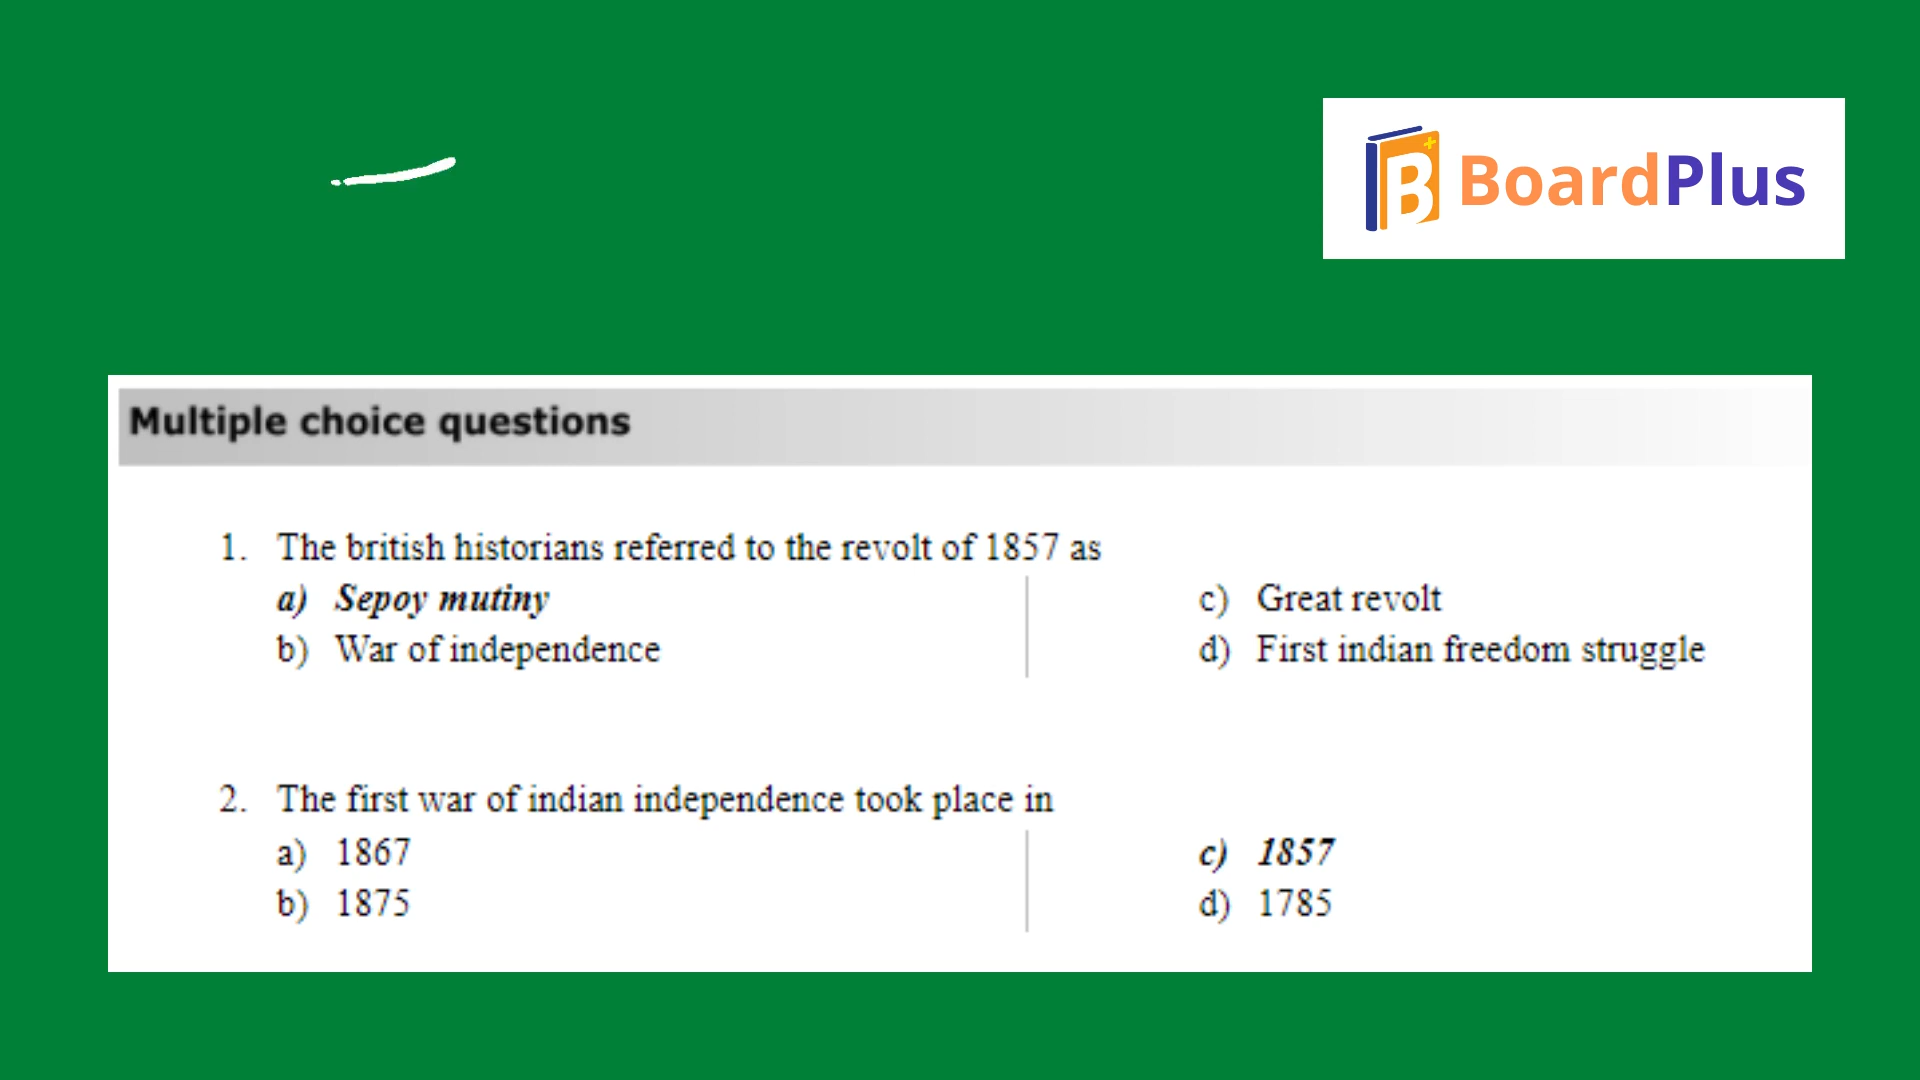 BoardPlus
Multiple choice questions
1. The british historians referred to the revolt of 1857 as
a) Sepoy mutiny
b) War of independence
c) Great revolt
d) First indian freedom struggle
2. The first war of indian independence took place in
a) 1867
b) 1875
c) 1857
d) 1785